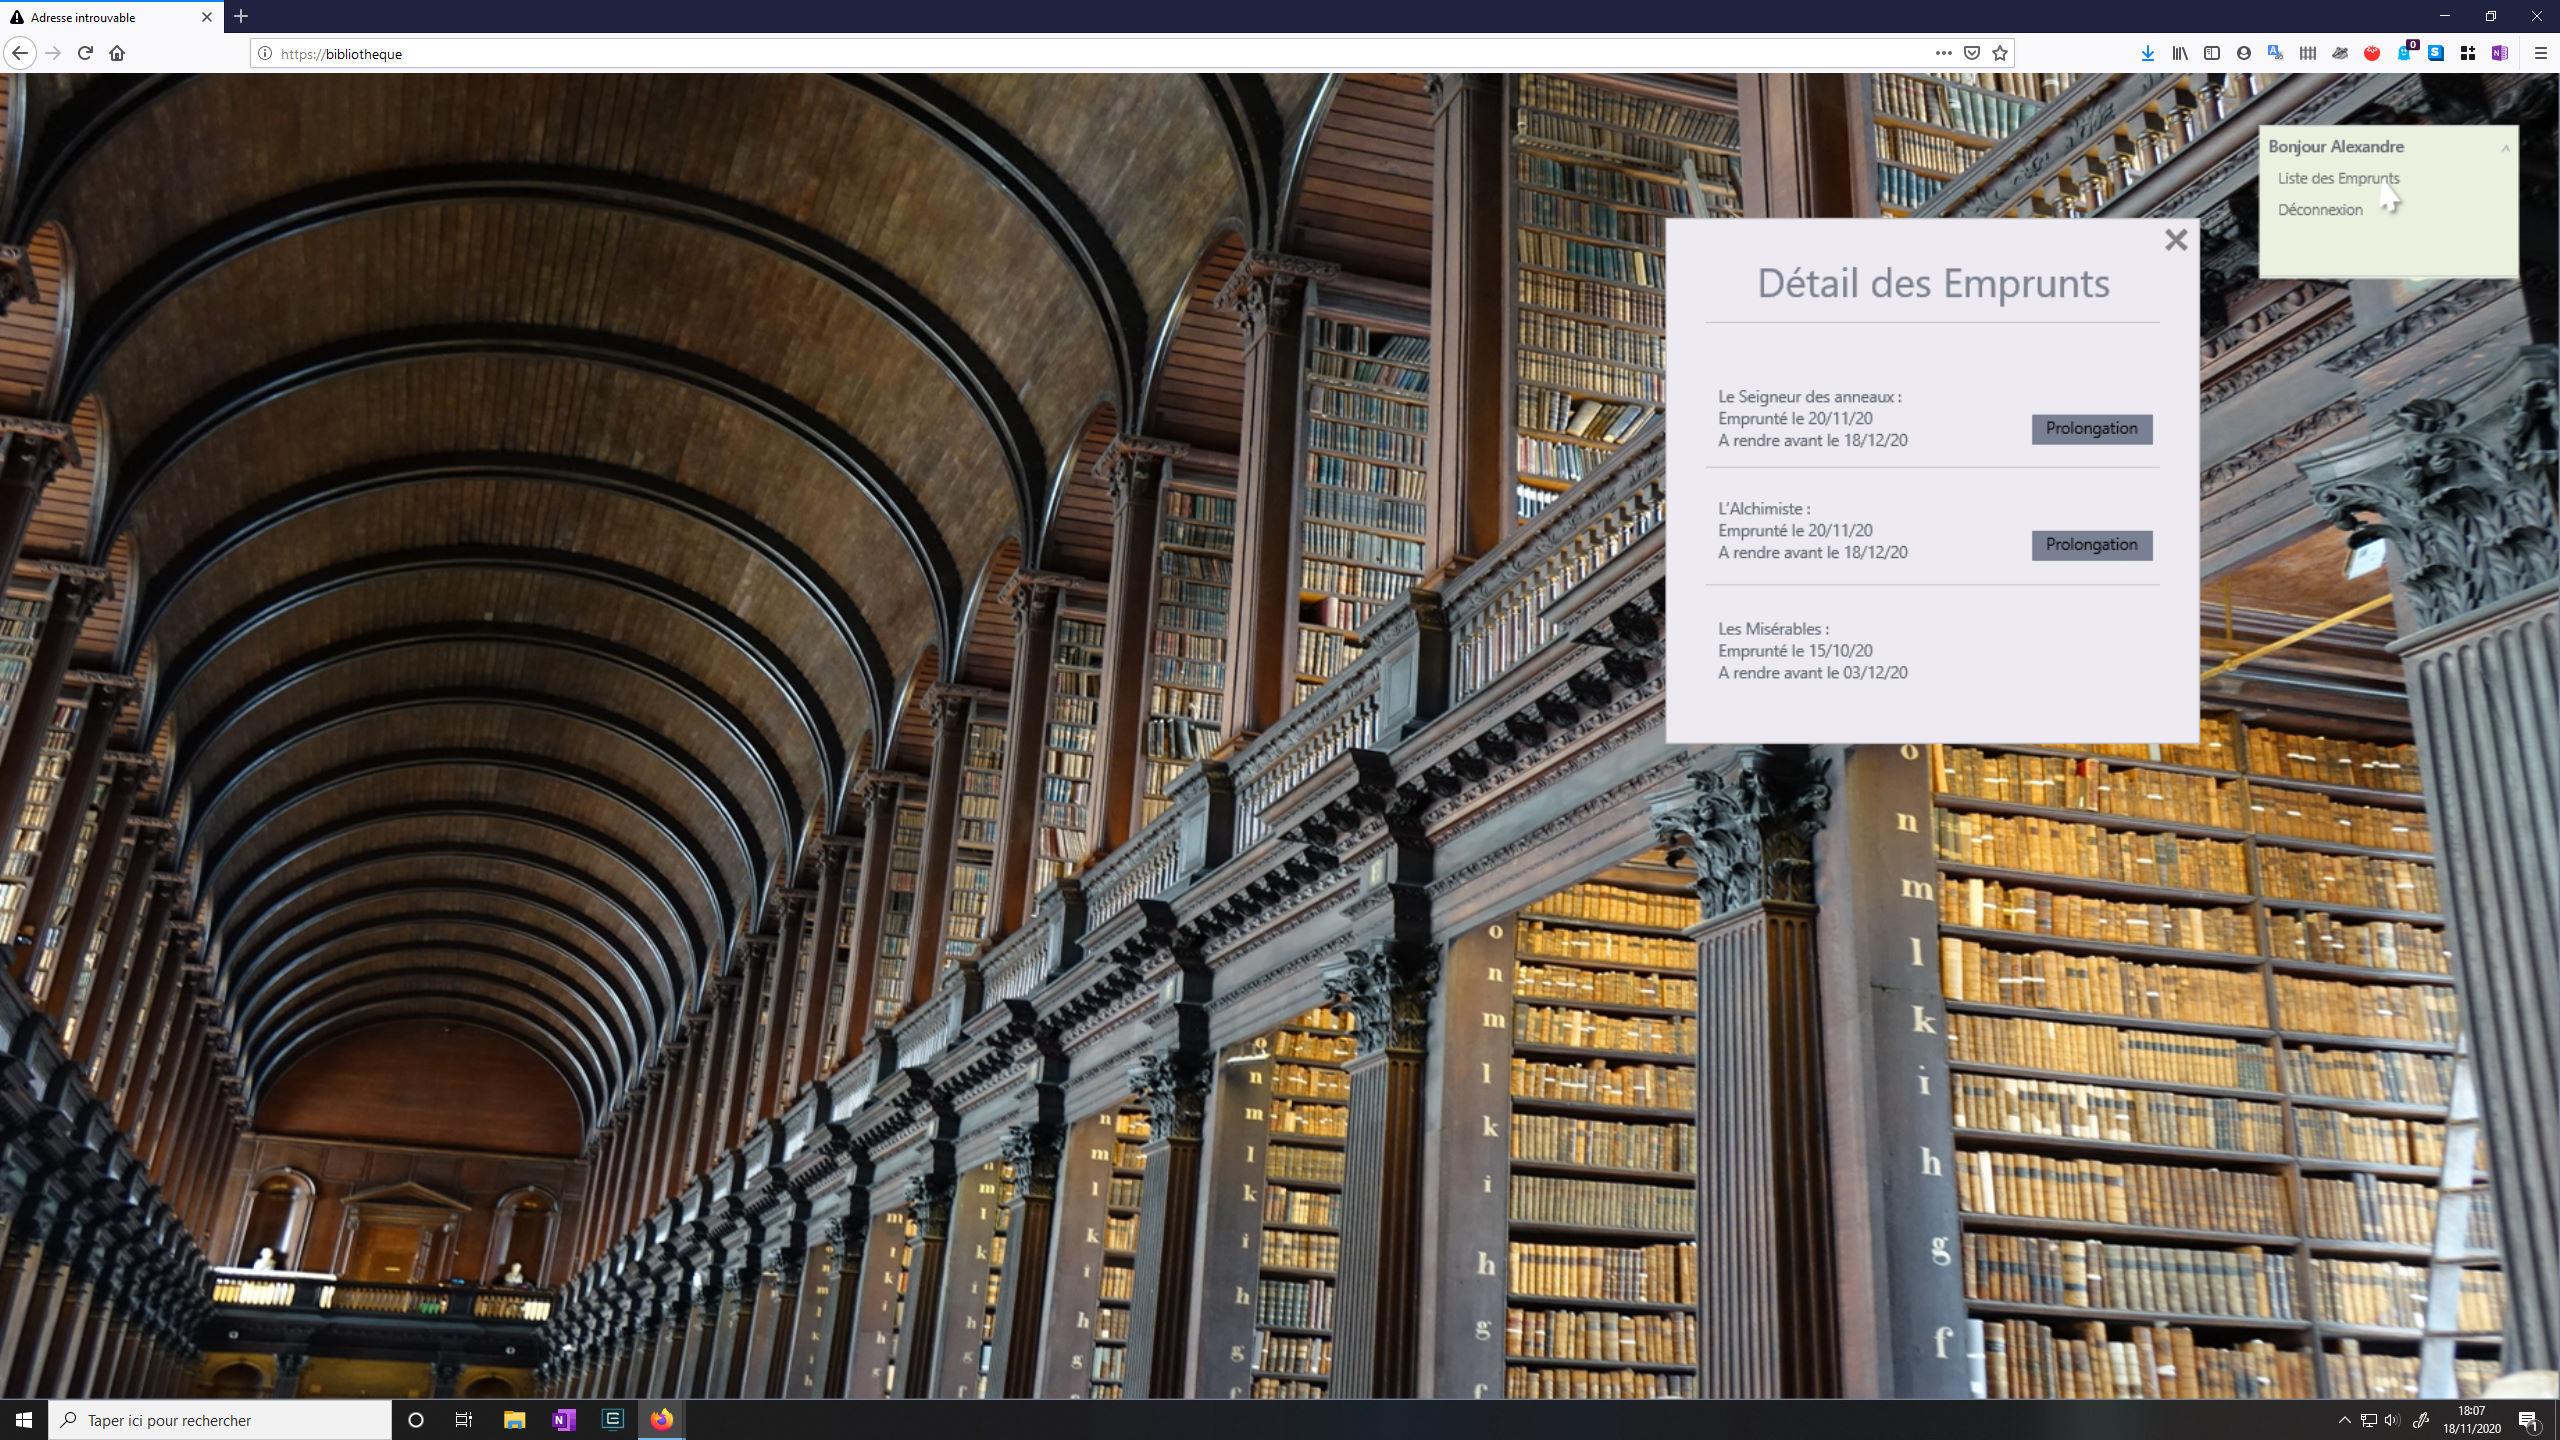 Adresse introuvable
https://bibliotheque
0
Bonjour Alexandre
Liste des Emprunts
Déconnexion
Détail des Emprunts
Le Seigneur des anneaux :
Emprunté le 20/11/20
A rendre avant le 18/12/20
Prolongation
L'Alchimiste :
Emprunté le 20/11/20
A rendre avant le 18/12/20
Prolongation
Les Misérables :
Emprunté le 15/10/20
A rendre avant le 03/12/20
o
n
m
l
k
i
h
g
f
o
n
m
l
k
i
h
g
n
m
l
k
i
h
g
n
m
l
k
i
h
g
Taper ici pour rechercher
18:07
18/11/2020
1